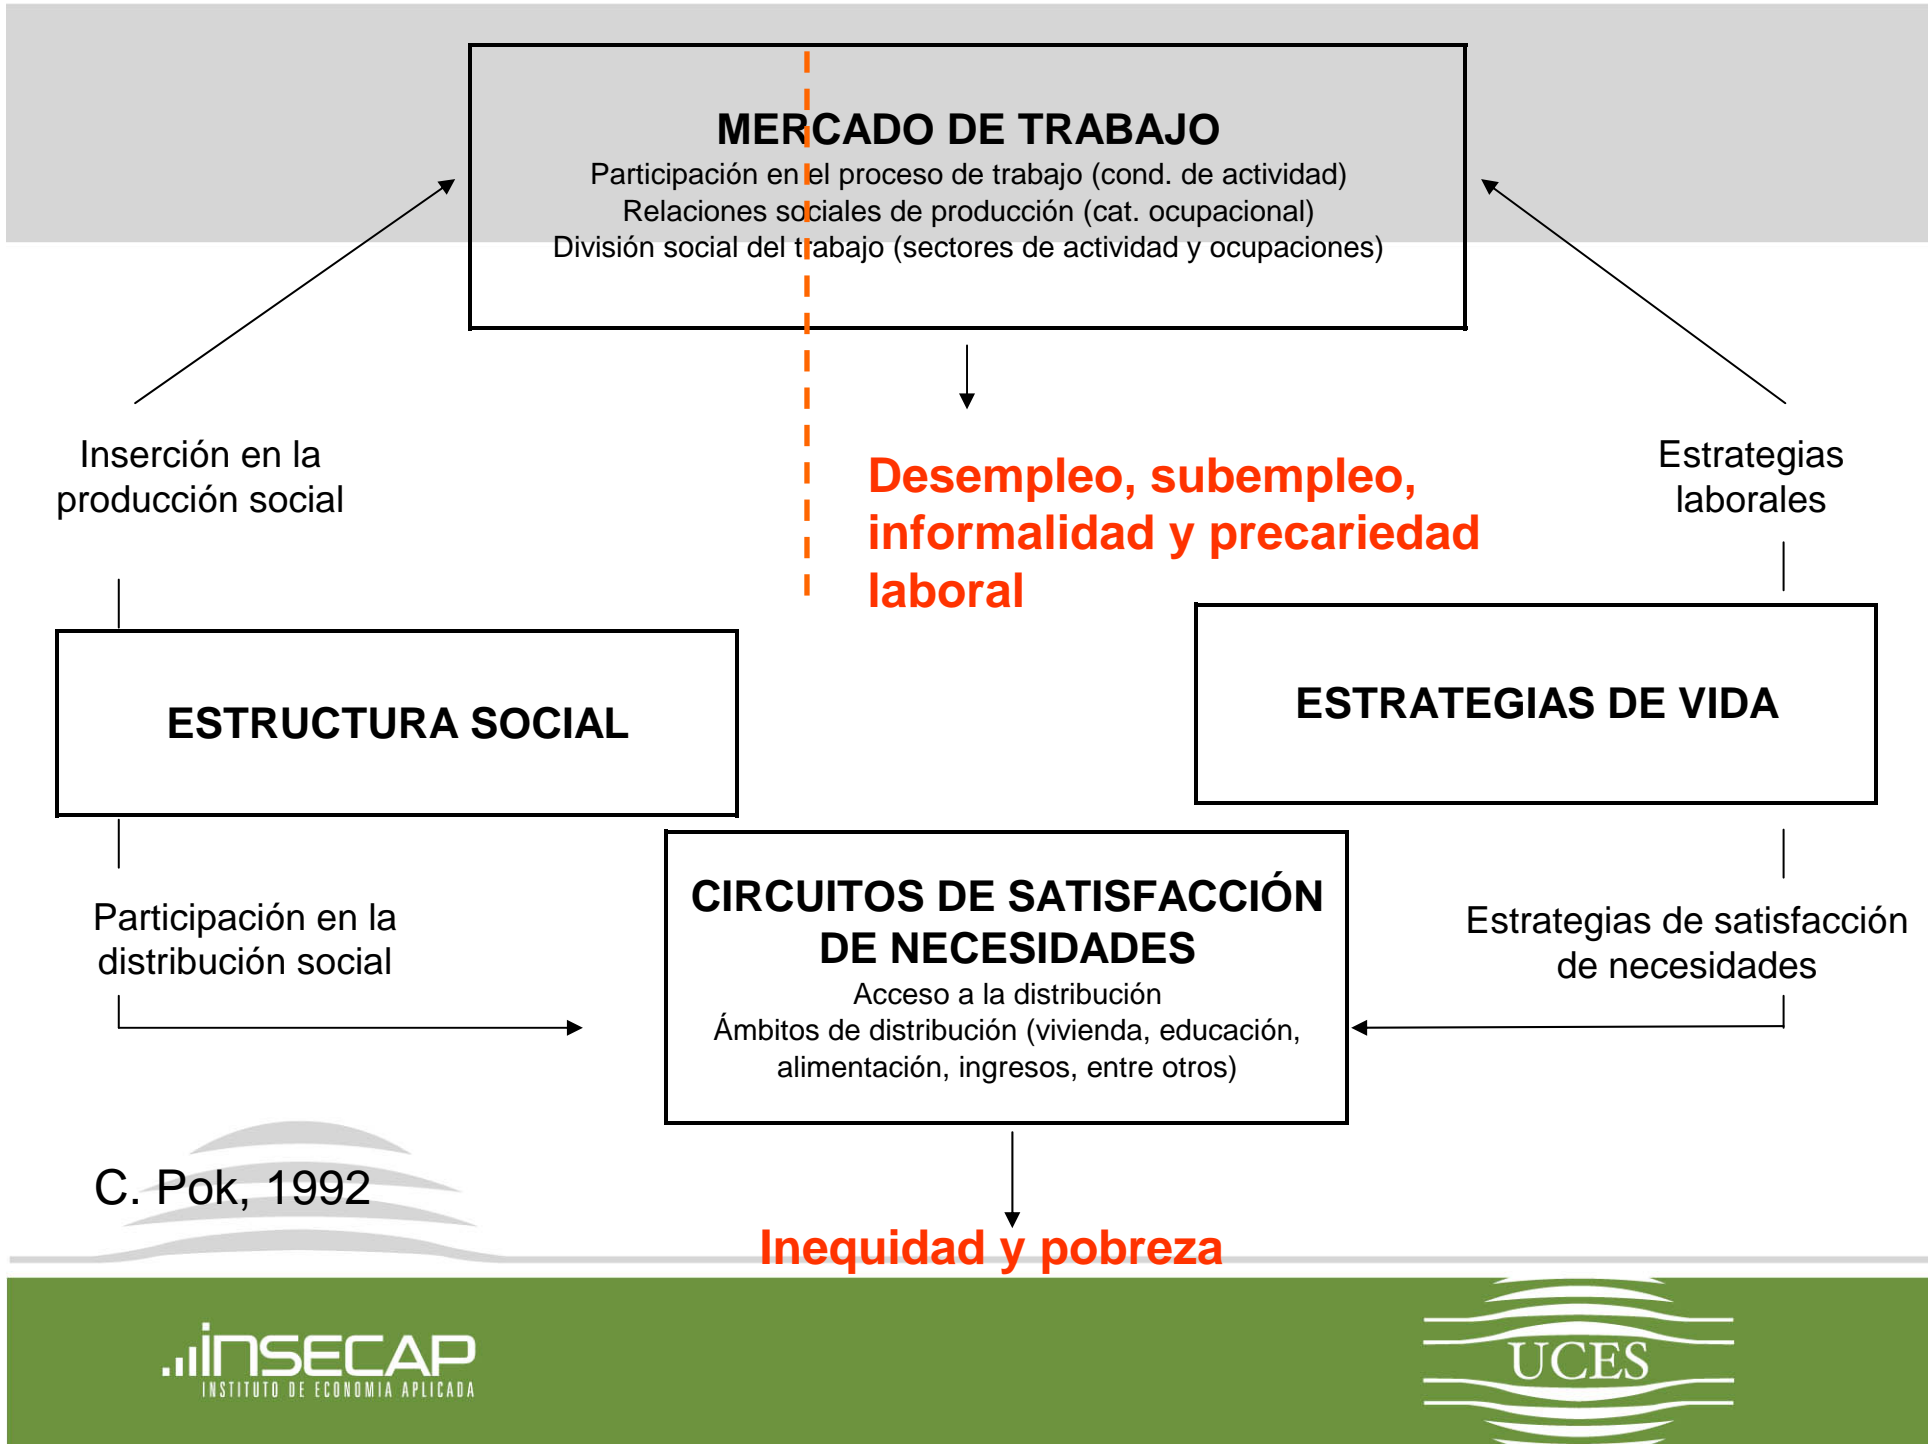 MERCADO DE TRABAJO
Participación en el proceso de trabajo (cond. de actividad)
Relaciones sociales de producción (cat. ocupacional)
División social del trabajo (sectores de actividad y ocupaciones)
Inserción en la
producción social
Desempleo, subempleo,
informalidad y precariedad
laboral
Estrategias
laborales
ESTRUCTURA SOCIAL
ESTRATEGIAS DE VIDA
Participación en la
distribución social
CIRCUITOS DE SATISFACCIÓN
DE NECESIDADES
Acceso a la distribución
Ámbitos de distribución (vivienda, educación,
alimentación, ingresos, entre otros)
Estrategias de satisfacción
de necesidades
C. Pok, 1992
Inequidad y pobreza
INSECAP
INSTITUTO DE ECONOMIA APLICADA
UCES